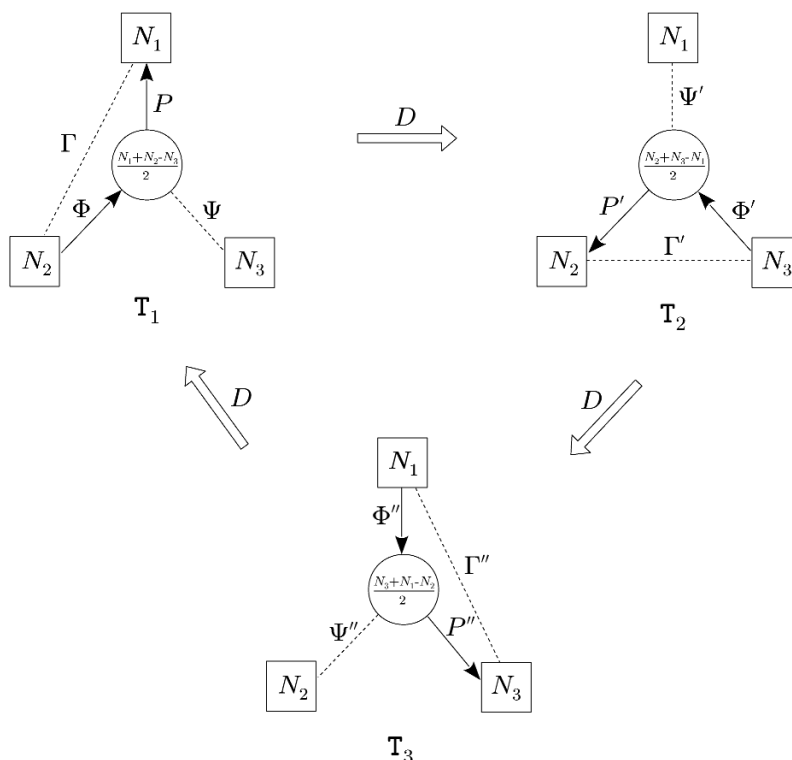 N₁
N₁
P
Γ
D
Ψ′
(N₁+N₂-N₃)/2
(N₂+N₃-N₁)/2
Φ
Ψ
P′
Φ′
Γ′
N₂
N₃
N₂
N₃
T₁
T₂
D
D
N₁
Φ″
Γ″
(N₃+N₁-N₂)/2
Ψ″
P″
N₂
N₃
T₃